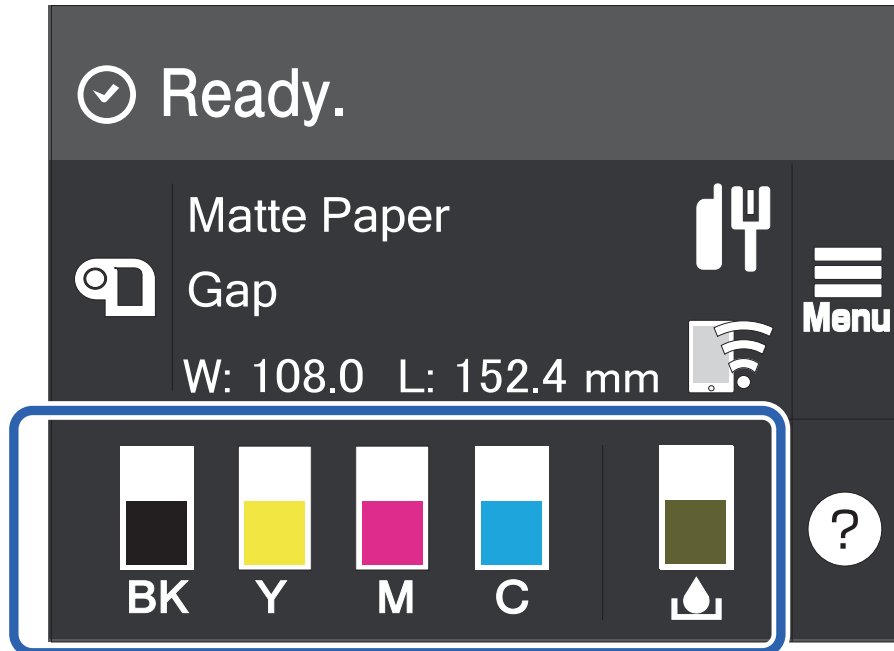 Ready.
Matte Paper
Gap
W: 108.0 L: 152.4 mm
Menu
BK Y M C
?